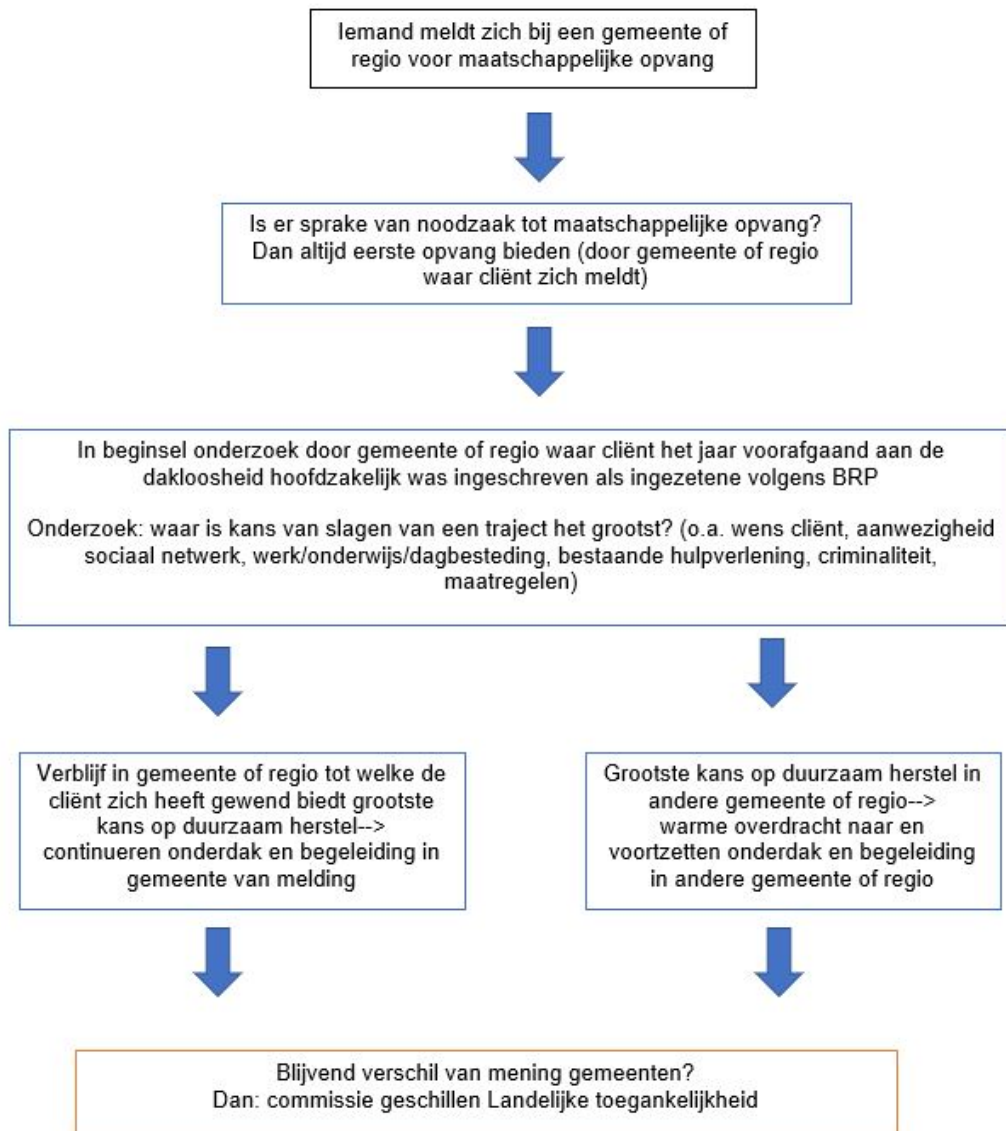 Iemand meldt zich bij een gemeente of
regio voor maatschappelijke opvang
Is er sprake van noodzaak tot maatschappelijke opvang?
Dan altijd eerste opvang bieden (door gemeente of regio
waar cliënt zich meldt)
In beginsel onderzoek door gemeente of regio waar cliënt het jaar voorafgaand aan de
dakloosheid hoofdzakelijk was ingeschreven als ingezetene volgens BRP
Onderzoek: waar is kans van slagen van een traject het grootst? (o.a. wens cliënt, aanwezigheid
sociaal netwerk, werk/onderwijs/dagbesteding, bestaande hulpverlening, criminaliteit,
maatregelen)
Verblijf in gemeente of regio tot welke de
cliënt zich heeft gewend biedt grootste
kans op duurzaam herstel-->
continueren onderdak en begeleiding in
gemeente van melding
Grootste kans op duurzaam herstel in
andere gemeente of regio-->
warme overdracht naar en
voortzetten onderdak en begeleiding
in andere gemeente of regio
Blijvend verschil van mening gemeenten?
Dan: commissie geschillen Landelijke toegankelijkheid